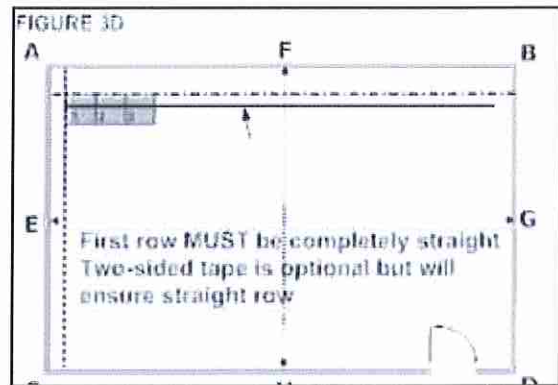 FIGURE 3D
A F B
E G
First row MUST be completely straight
Two-sided tape is optional but will
ensure straight row